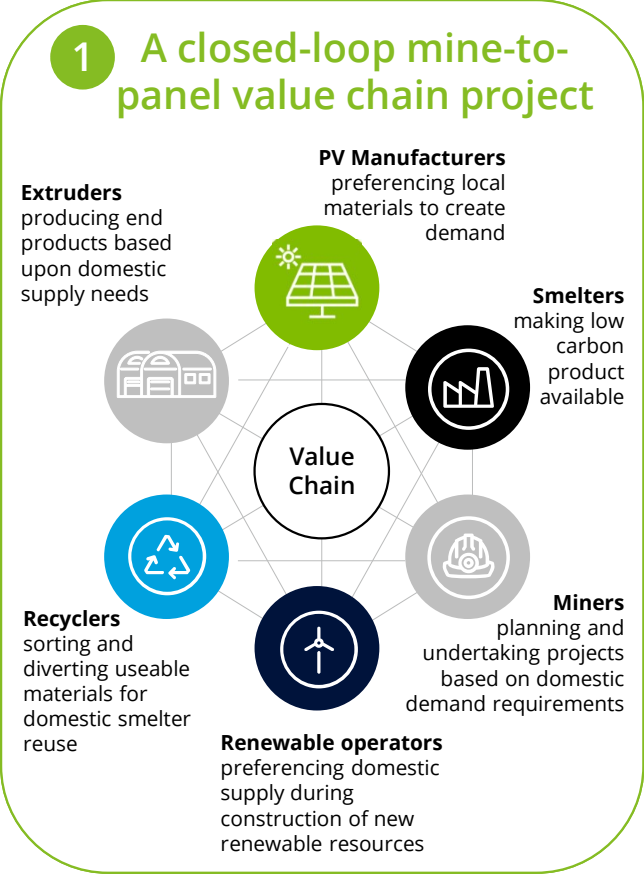 1
A closed-loop mine-to-
panel value chain project
PV Manufacturers
preferencing local
materials to create
demand
Extruders
producing end
products based
upon domestic
supply needs
Smelters
making low
carbon
product
available
Value
Chain
Recyclers
sorting and
diverting useable
materials for
domestic smelter
reuse
Miners
planning and
undertaking projects
based on domestic
demand requirements
Renewable operators
preferencing domestic
supply during
construction of new
renewable resources